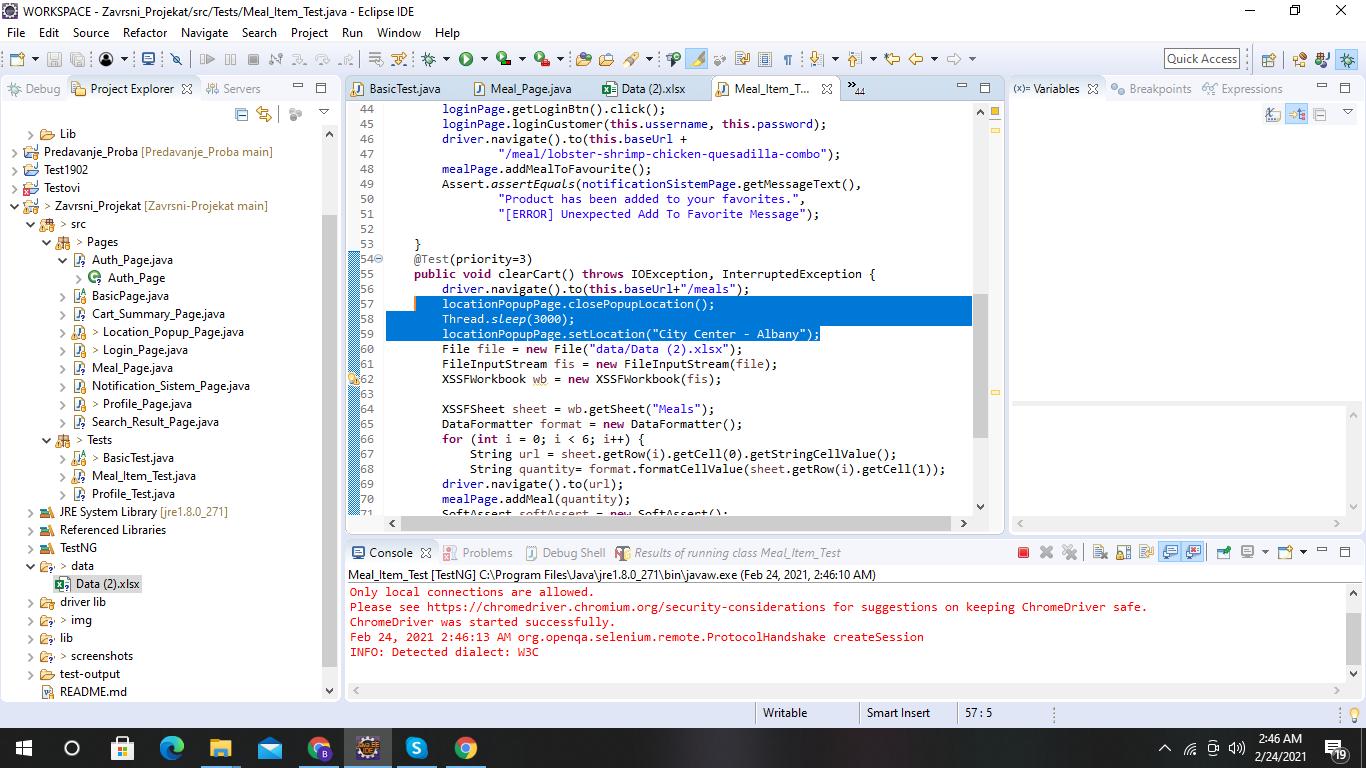 WORKSPACE - Zavrsni_Projekat/src/Tests/Meal_Item_Test.java - Eclipse IDE
File Edit Source Refactor Navigate Search Project Run Window Help
Quick Access
Debug Project Explorer Servers
Lib
Predavanje_Proba [Predavanje_Proba main]
Test1902
Testovi
> Zavrsni_Projekat [Zavrsni-Projekat main]
> src
> Pages
Auth_Page.java
Auth_Page
BasicPage.java
Cart_Summary_Page.java
> Location_Popup_Page.java
> Login_Page.java
Meal_Page.java
Notification_Sistem_Page.java
> Profile_Page.java
Search_Result_Page.java
> Tests
> BasicTest.java
Meal_Item_Test.java
Profile_Test.java
JRE System Library [jre1.8.0_271]
Referenced Libraries
TestNG
> data
Data (2).xlsx
driver lib
> img
lib
> screenshots
test-output
README.md
BasicTest.java Meal_Page.java Data (2).xlsx Meal_Item_T... »44
44 loginPage.getLoginBtn().click();
45 loginPage.loginCustomer(this.ussername, this.password);
46 driver.navigate().to(this.baseUrl +
47 "/meal/lobster-shrimp-chicken-quesadilla-combo");
48 mealPage.addMealToFavourite();
49 Assert.assertEquals(notificationSistemPage.getMessageText(),
50 "Product has been added to your favorites.",
51 "[ERROR] Unexpected Add To Favorite Message");
52
53 }
54 @Test(priority=3)
55 public void clearCart() throws IOException, InterruptedException {
56 driver.navigate().to(this.baseUrl+"/meals");
57 locationPopupPage.closePopupLocation();
58 Thread.sleep(3000);
59 locationPopupPage.setLocation("City Center - Albany");
60 File file = new File("data/Data (2).xlsx");
61 FileInputStream fis = new FileInputStream(file);
62 XSSFWorkbook wb = new XSSFWorkbook(fis);
63
64 XSSFSheet sheet = wb.getSheet("Meals");
65 DataFormatter format = new DataFormatter();
66 for (int i = 0; i < 6; i++) {
67 String url = sheet.getRow(i).getCell(0).getStringCellValue();
68 String quantity= format.formatCellValue(sheet.getRow(i).getCell(1));
69 driver.navigate().to(url);
70 mealPage.addMeal(quantity);
71 SoftAssert softAssert = new SoftAssert();
(x)= Variables Breakpoints Expressions
Console Problems Debug Shell Results of running class Meal_Item_Test
Meal_Item_Test [TestNG] C:\Program Files\Java\jre1.8.0_271\bin\javaw.exe (Feb 24, 2021, 2:46:10 AM)
Only local connections are allowed.
Please see https://chromedriver.chromium.org/security-considerations for suggestions on keeping ChromeDriver safe.
ChromeDriver was started successfully.
Feb 24, 2021 2:46:13 AM org.openqa.selenium.remote.ProtocolHandshake createSession
INFO: Detected dialect: W3C
Writable Smart Insert 57 : 5
2:46 AM
2/24/2021
19